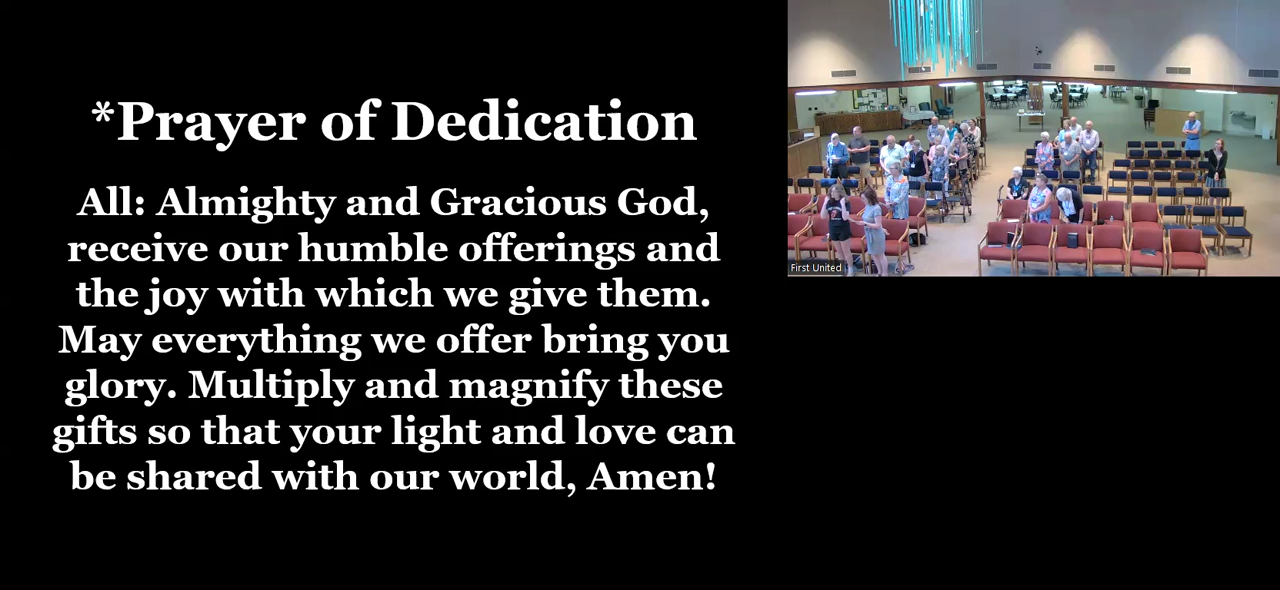 *Prayer of Dedication
All: Almighty and Gracious God,
receive our humble offerings and
the joy with which we give them.
May everything we offer bring you
glory. Multiply and magnify these
gifts so that your light and love can
be shared with our world, Amen!
First United